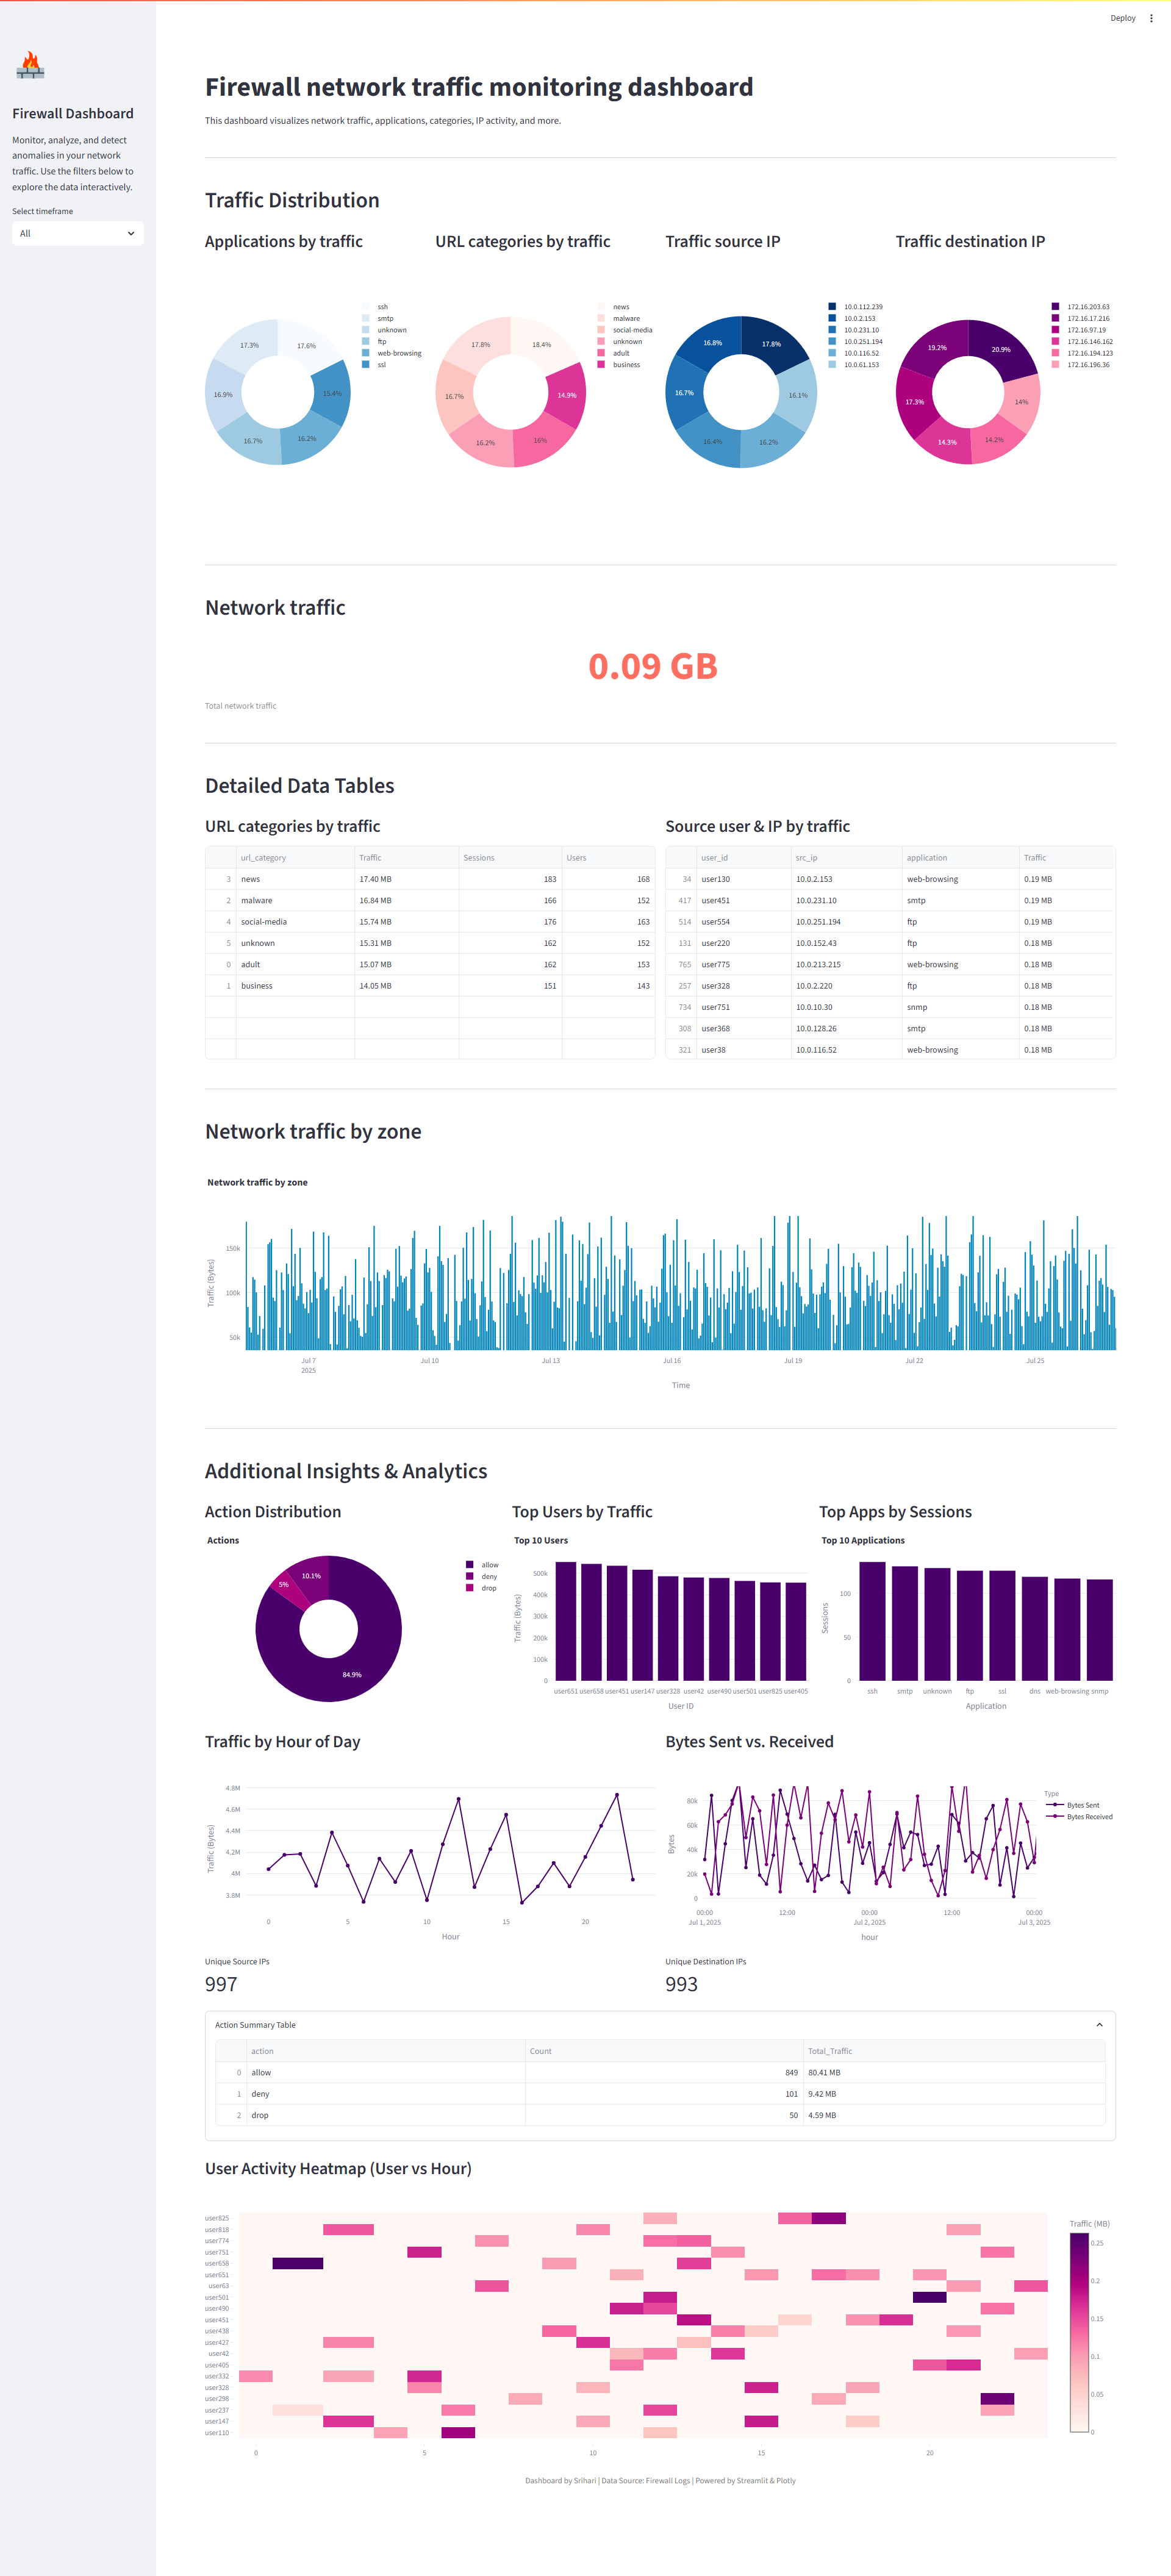 Deploy
Firewall Dashboard
Monitor, analyze, and detect
anomalies in your network
traffic. Use the filters below to
explore the data interactively.
Select timeframe
All
Firewall network traffic monitoring dashboard
This dashboard visualizes network traffic, applications, categories, IP activity, and more.
Traffic Distribution
Applications by traffic
17.6%
17.3%
16.9%
16.7%
16.2%
15.4%
ssh
smtp
unknown
ftp
web-browsing
ssl
URL categories by traffic
18.4%
17.8%
16.7%
16.2%
16%
14.9%
news
malware
social-media
unknown
adult
business
Traffic source IP
17.8%
16.8%
16.7%
16.4%
16.2%
16.1%
10.0.112.239
10.0.2.153
10.0.231.10
10.0.251.194
10.0.116.52
10.0.61.153
Traffic destination IP
20.9%
19.2%
17.3%
14.3%
14.2%
14%
172.16.203.63
172.16.17.216
172.16.97.19
172.16.146.162
172.16.194.123
172.16.196.36
Network traffic
0.09 GB
Total network traffic
Detailed Data Tables
URL categories by traffic
url_category Traffic Sessions Users
3 news 17.40 MB 183 168
2 malware 16.84 MB 166 152
4 social-media 15.74 MB 176 163
5 unknown 15.31 MB 162 152
0 adult 15.07 MB 162 153
1 business 14.05 MB 151 143
Source user & IP by traffic
user_id src_ip application Traffic
34 user130 10.0.2.153 web-browsing 0.19 MB
417 user451 10.0.231.10 smtp 0.19 MB
514 user554 10.0.251.194 ftp 0.19 MB
131 user220 10.0.152.43 ftp 0.18 MB
765 user775 10.0.213.215 web-browsing 0.18 MB
257 user328 10.0.2.220 ftp 0.18 MB
734 user751 10.0.10.30 snmp 0.18 MB
308 user368 10.0.128.26 smtp 0.18 MB
321 user38 10.0.116.52 web-browsing 0.18 MB
Network traffic by zone
Network traffic by zone
Traffic (Bytes)
150k
100k
50k
Jul 7 Jul 10 Jul 13 Jul 16 Jul 19 Jul 22 Jul 25
2025
Time
Additional Insights & Analytics
Action Distribution
Actions
10.1%
5%
84.9%
allow
deny
drop
Top Users by Traffic
Top 10 Users
Traffic (Bytes)
500k
400k
300k
200k
100k
0
user651 user658 user451 user147 user328 user42 user490 user501 user825 user405
User ID
Top Apps by Sessions
Top 10 Applications
Sessions
100
50
0
ssh smtp unknown ftp ssl dns web-browsing snmp
Application
Traffic by Hour of Day
Traffic (Bytes)
4.8M
4.6M
4.4M
4.2M
4M
3.8M
0 5 10 15 20
Hour
Bytes Sent vs. Received
Bytes
80k
60k
40k
20k
0
00:00 12:00 00:00 12:00 00:00
Jul 1, 2025 Jul 2, 2025 Jul 3, 2025
hour
Type
Bytes Sent
Bytes Received
Unique Source IPs
997
Unique Destination IPs
993
Action Summary Table
action Count Total_Traffic
0 allow 849 80.41 MB
1 deny 101 9.42 MB
2 drop 50 4.59 MB
User Activity Heatmap (User vs Hour)
user825
user818
user774
user751
user658
user651
user63
user501
user490
user451
user438
user427
user42
user405
user332
user328
user298
user237
user147
user110
0 5 10 15 20
Traffic (MB)
0.25
0.2
0.15
0.1
0.05
0
Dashboard by Srihari | Data Source: Firewall Logs | Powered by Streamlit & Plotly